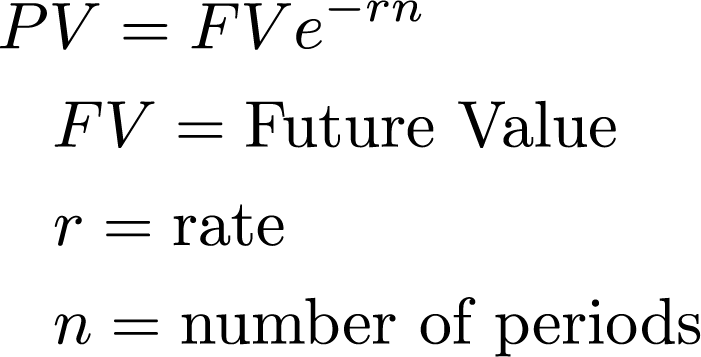 PV = FVe^{-rn}
FV = Future Value
r = rate
n = number of periods